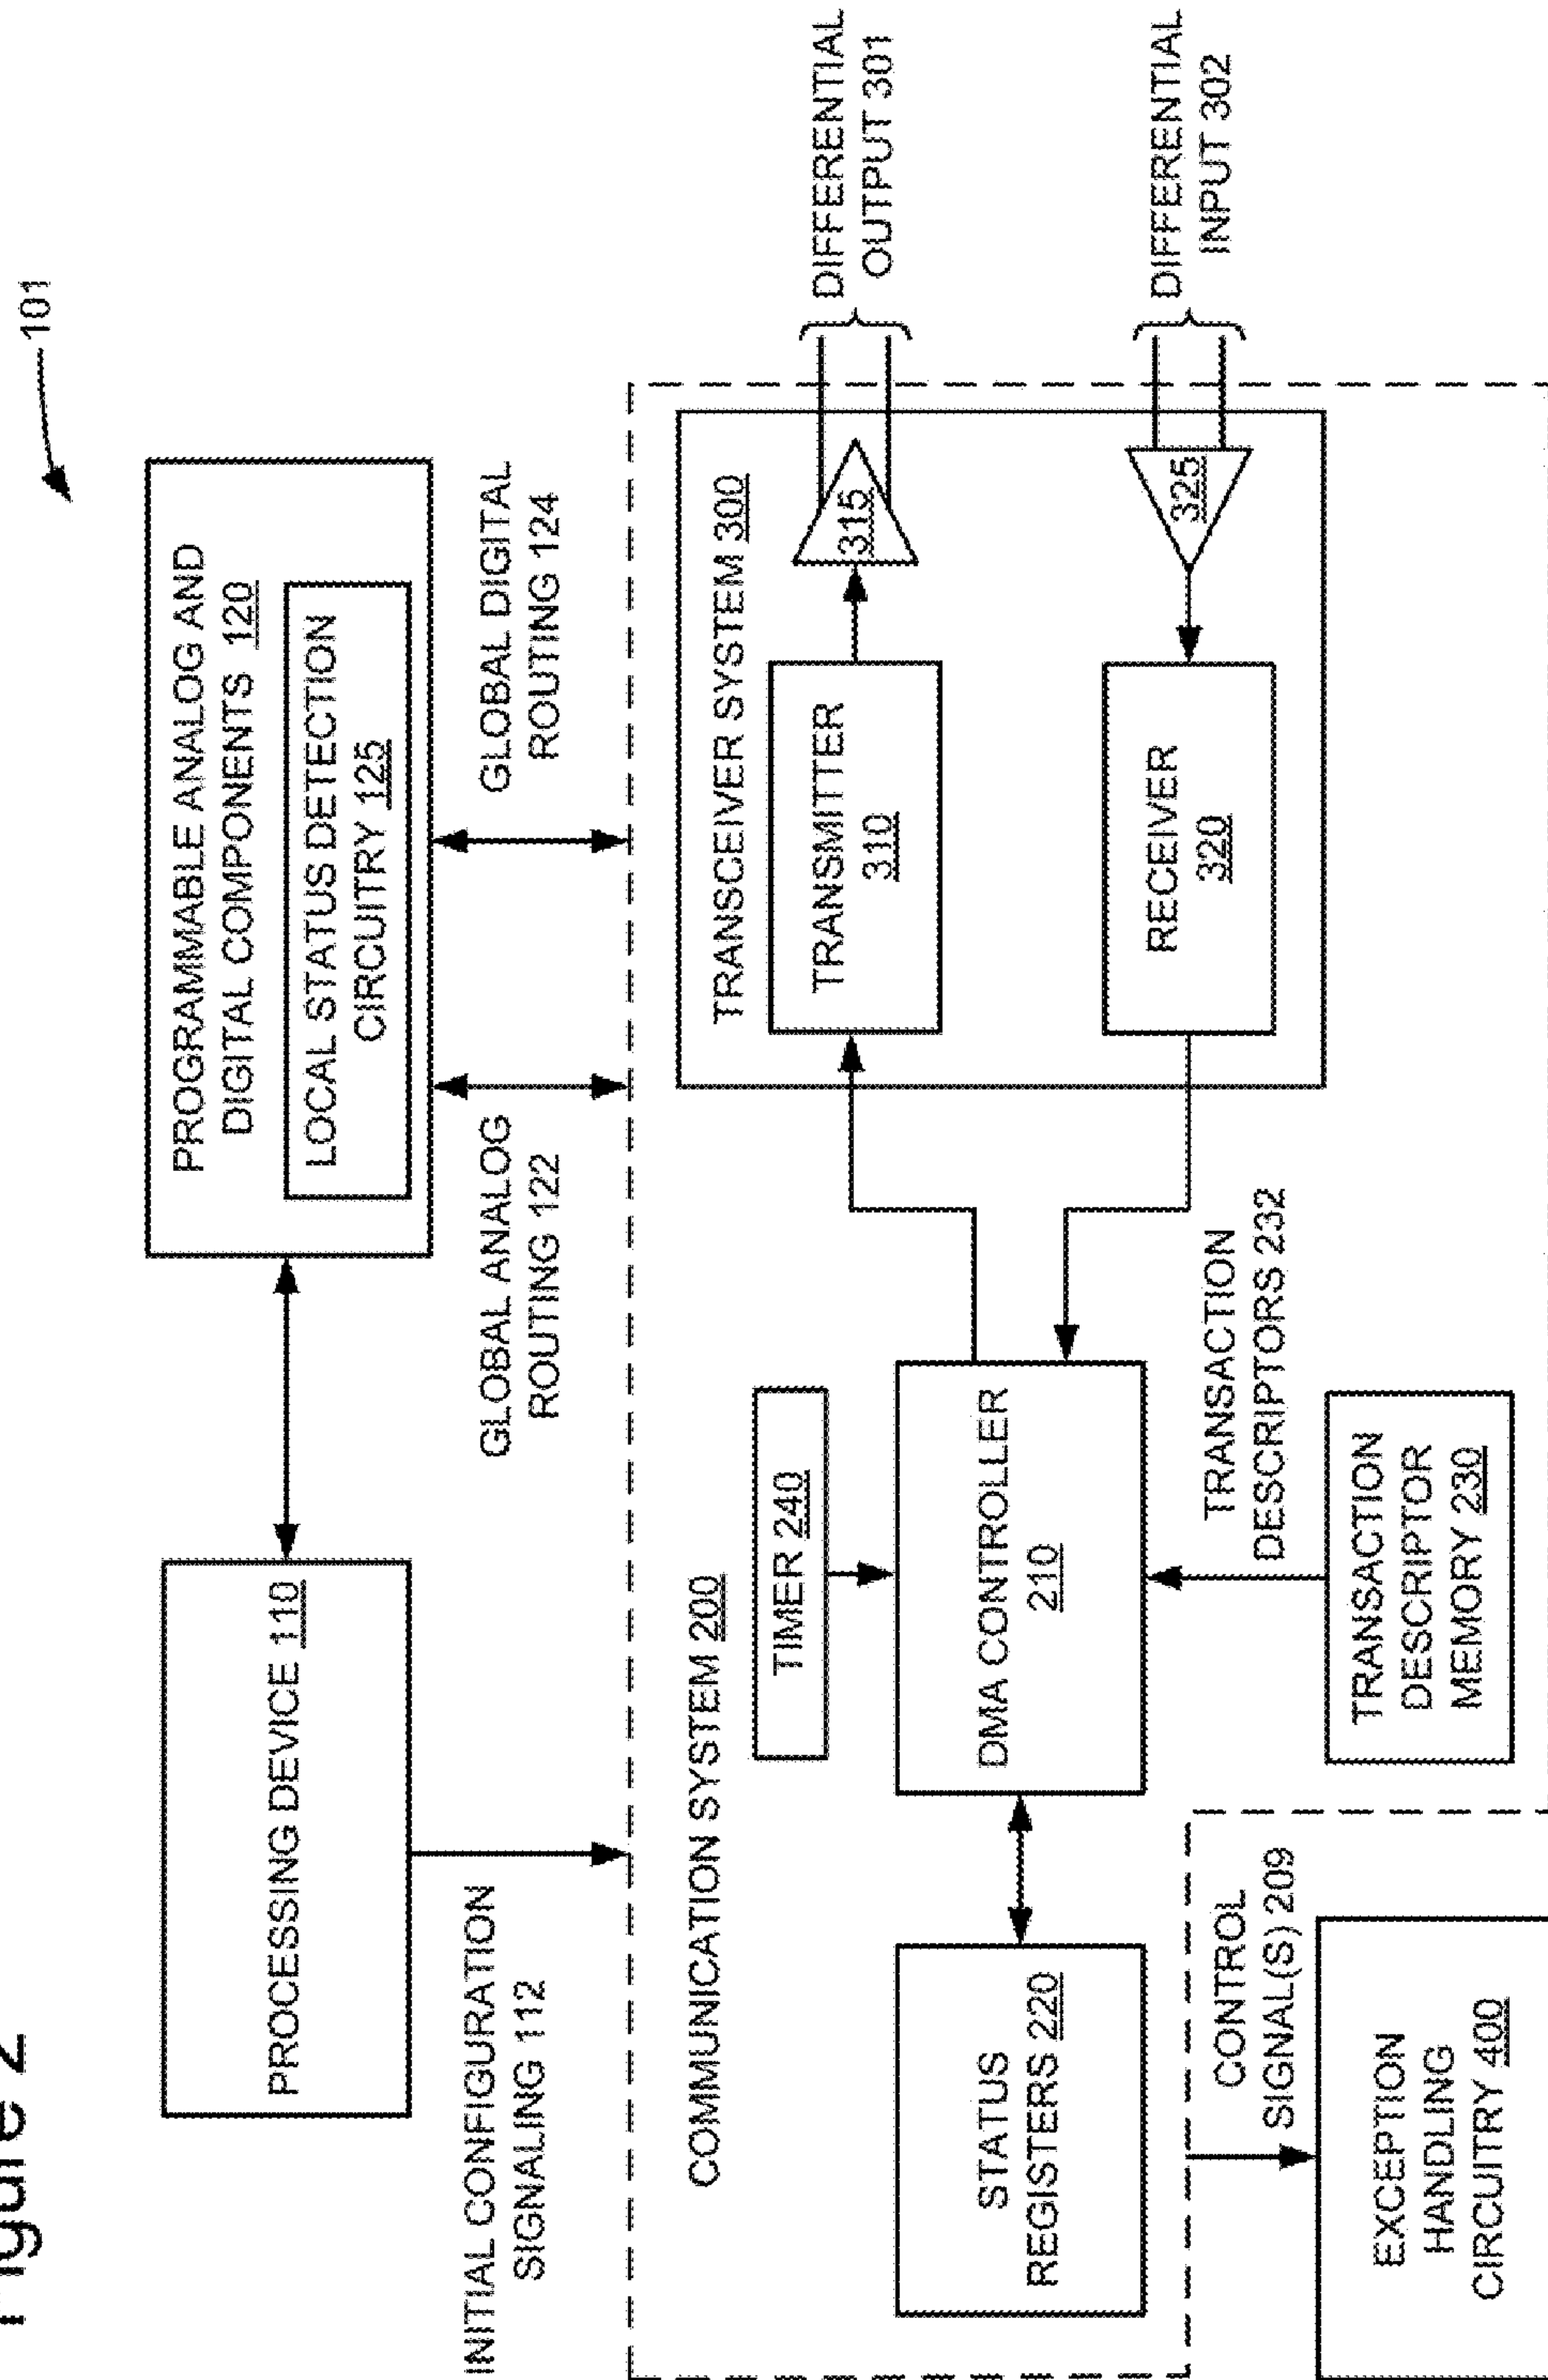 Figure 2
101
PROCESSING DEVICE 110
PROGRAMMABLE ANALOG AND
DIGITAL COMPONENTS 120
LOCAL STATUS DETECTION
CIRCUITRY 125
INITIAL CONFIGURATION
SIGNALING 112
GLOBAL ANALOG
ROUTING 122
GLOBAL DIGITAL
ROUTING 124
COMMUNICATION SYSTEM 200
TIMER 240
TRANSCEIVER SYSTEM 300
STATUS
REGISTERS 220
DMA CONTROLLER
210
TRANSMITTER
310
315
DIFFERENTIAL
OUTPUT 301
RECEIVER
320
325
DIFFERENTIAL
INPUT 302
TRANSACTION
DESCRIPTORS 232
TRANSACTION
DESCRIPTOR
MEMORY 230
CONTROL
SIGNAL(S) 209
EXCEPTION
HANDLING
CIRCUITRY 400